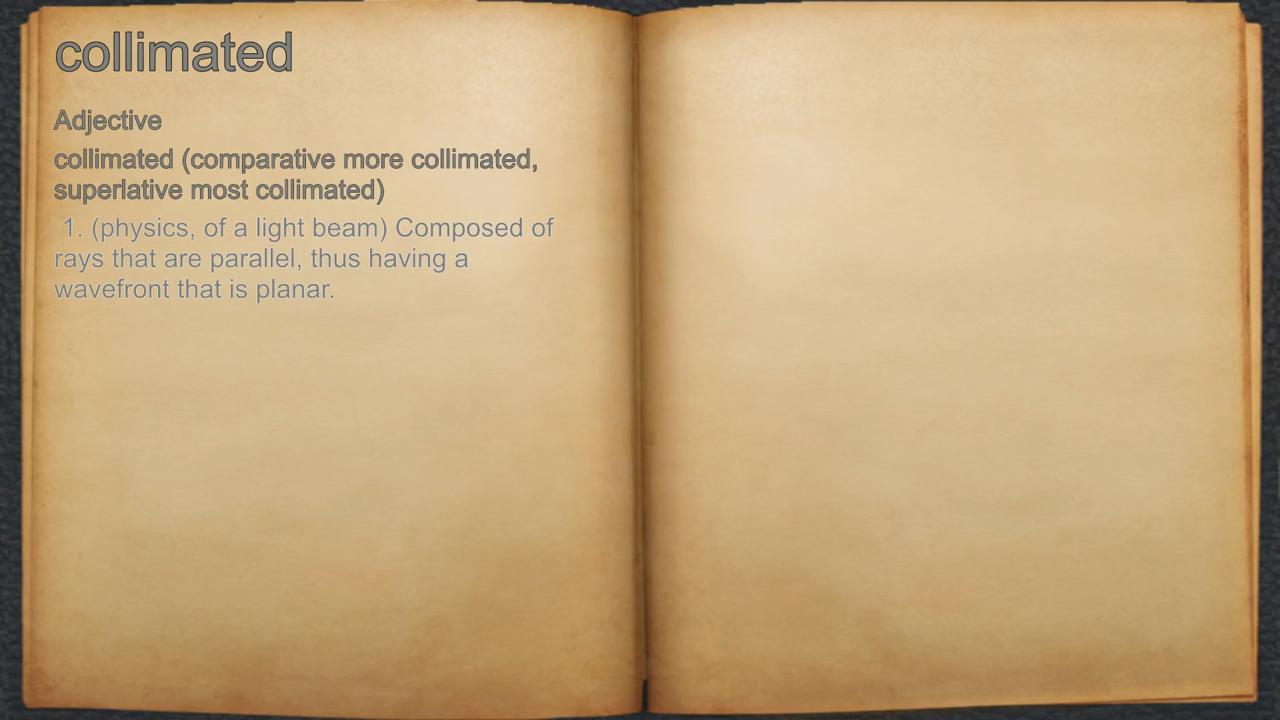 collimated
Adjective
collimated (comparative more collimated,
superlative most collimated)
1. (physics, of a light beam) Composed of
rays that are parallel, thus having a
wavefront that is planar.